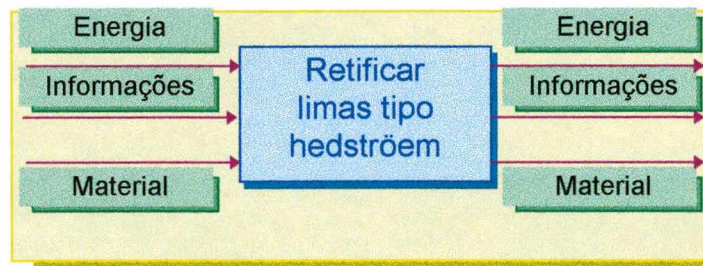 Energia
Informações
Material
Retificar
limas tipo
hedströem
Energia
Informações
Material